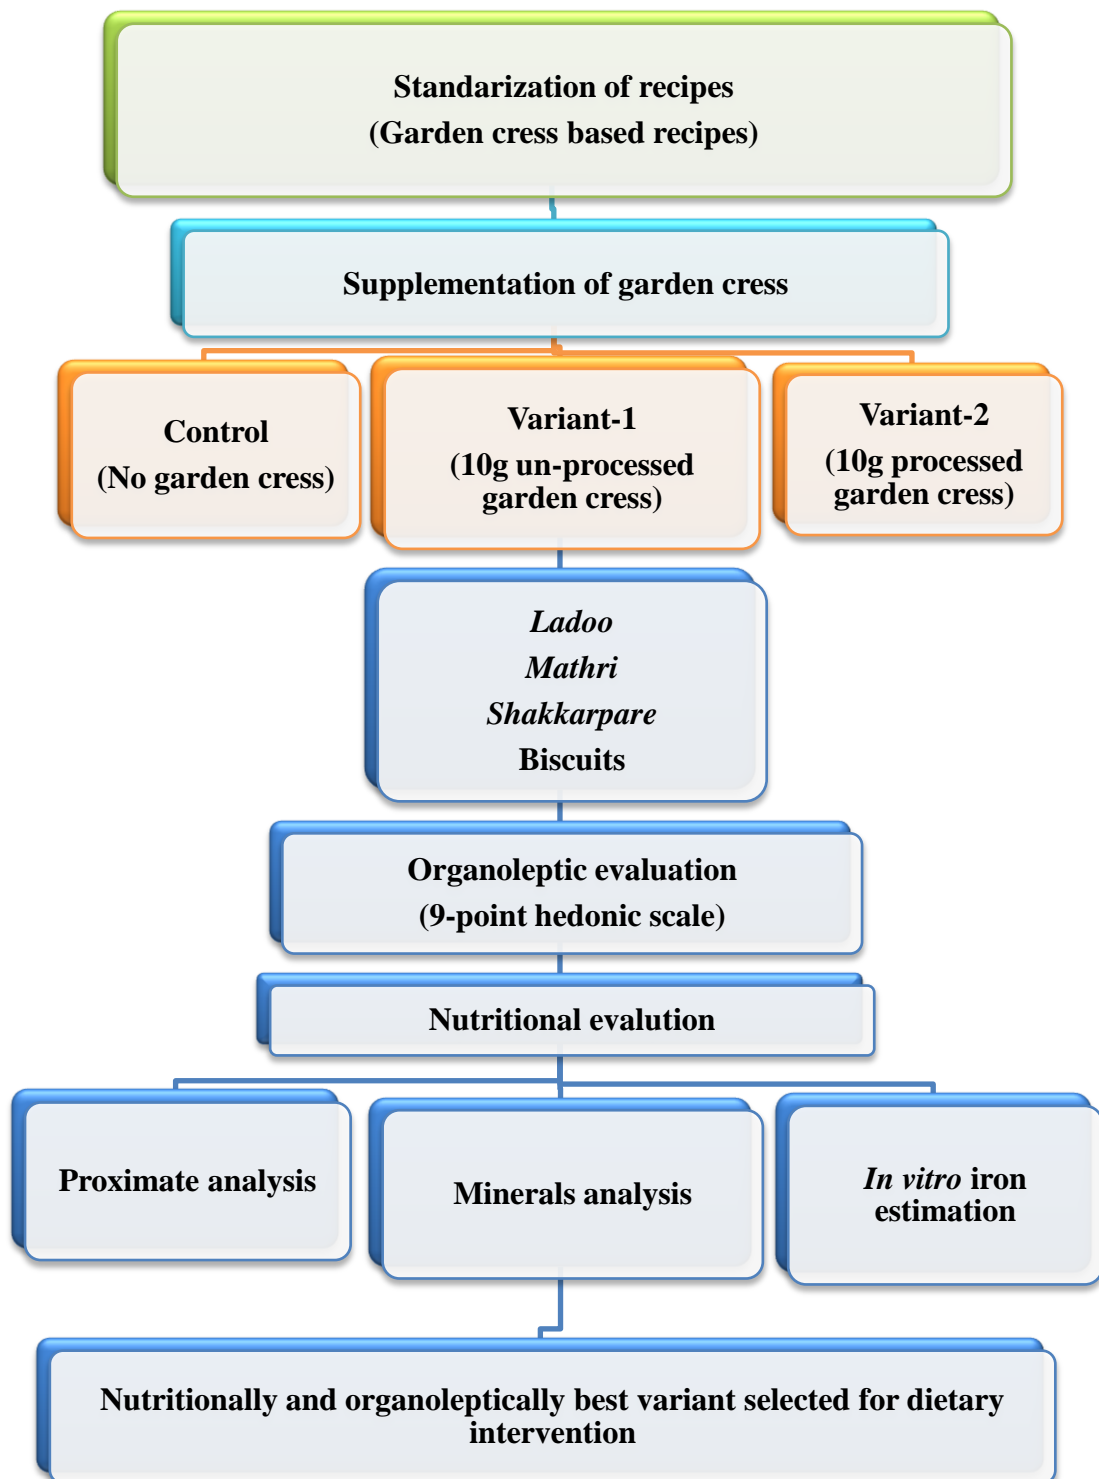 Standarization of recipes
(Garden cress based recipes)
Supplementation of garden cress
Control
(No garden cress)
Variant-1
(10g un-processed
garden cress)
Variant-2
(10g processed
garden cress)
Ladoo
Mathri
Shakkarpare
Biscuits
Organoleptic evaluation
(9-point hedonic scale)
Nutritional evalution
Proximate analysis
Minerals analysis
In vitro iron
estimation
Nutritionally and organoleptically best variant selected for dietary
intervention